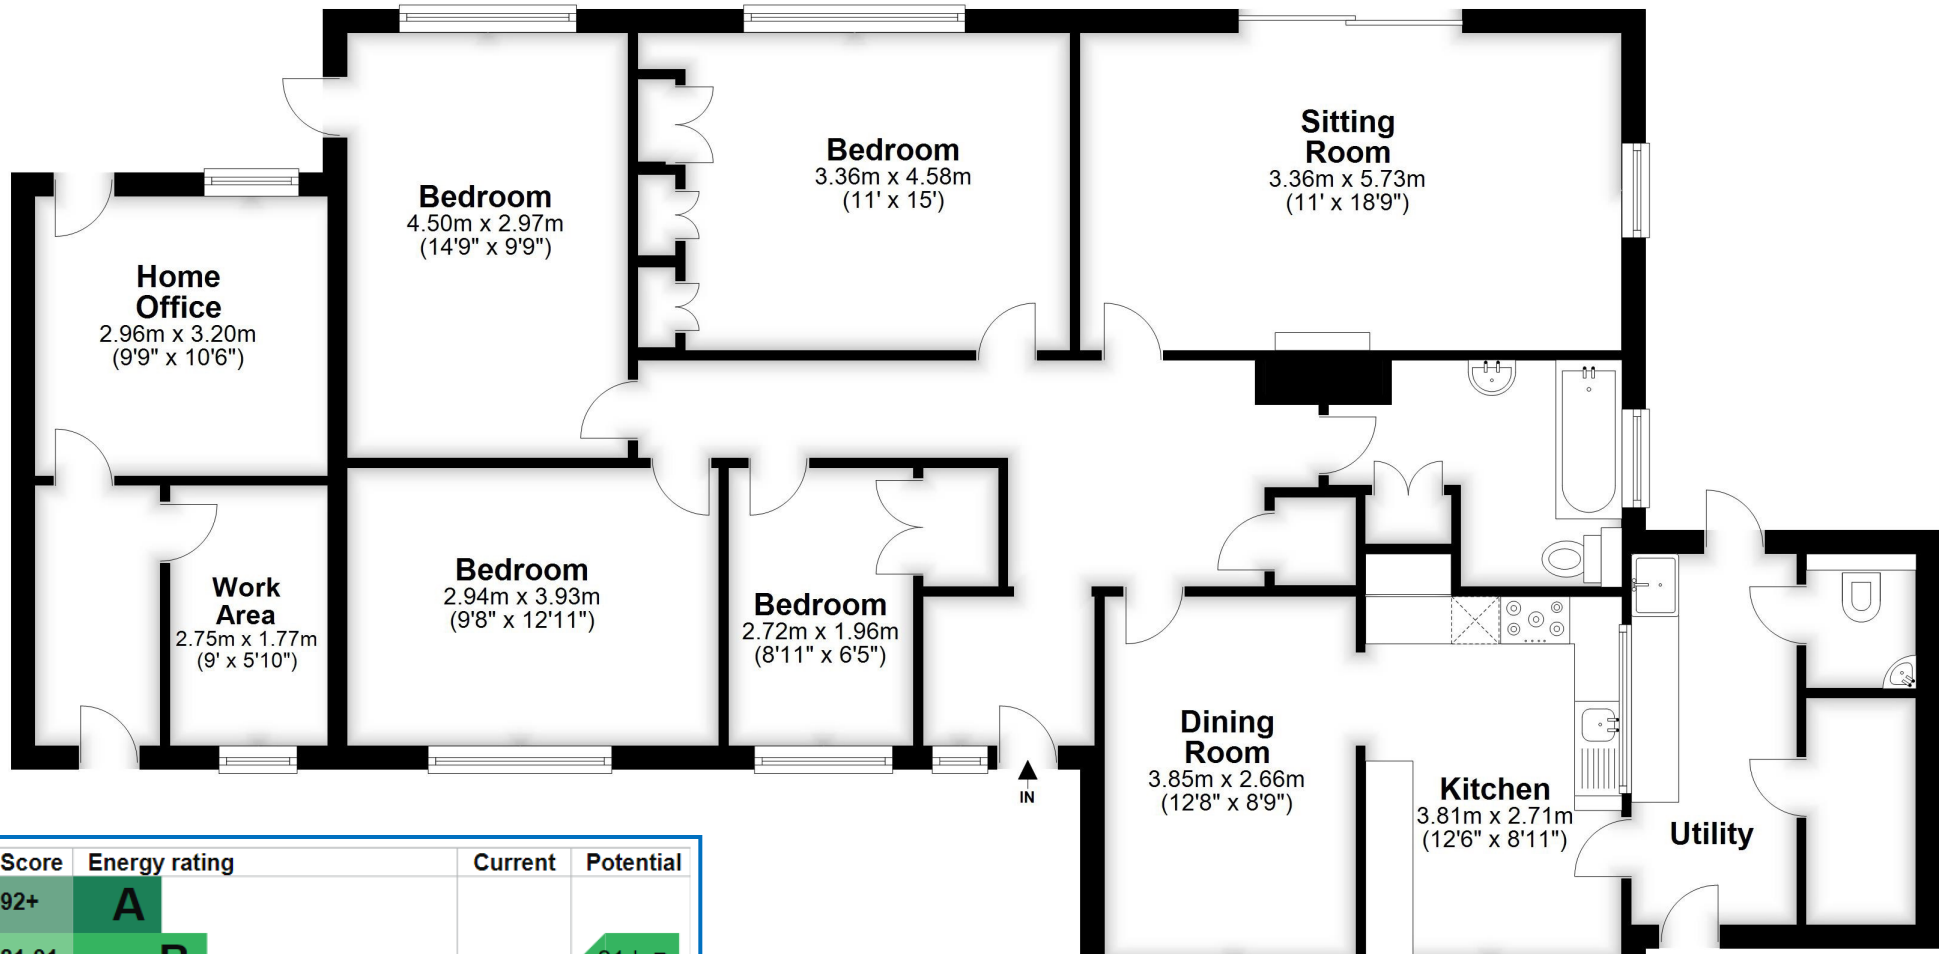 Bedroom
4.50m x 2.97m
(14'9" x 9'9")
Bedroom
3.36m x 4.58m
(11' x 15')
Sitting
Room
3.36m x 5.73m
(11' x 18'9")
Home
Office
2.96m x 3.20m
(9'9" x 10'6")
Work
Area
2.75m x 1.77m
(9' x 5'10")
Bedroom
2.94m x 3.93m
(9'8" x 12'11")
Bedroom
2.72m x 1.96m
(8'11" x 6'5")
IN
Dining
Room
3.85m x 2.66m
(12'8" x 8'9")
Kitchen
3.81m x 2.71m
(12'6" x 8'11")
Utility
Score Energy rating Current Potential
92+ A
B